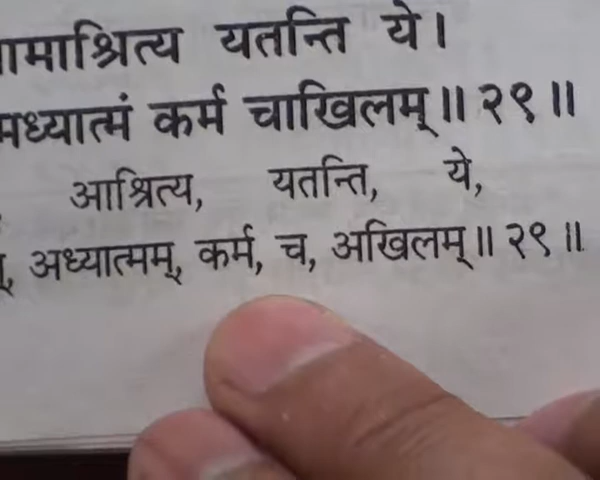 माश्रित्य यतन्ति ये।
मध्यात्मं कर्म चाखिलम्॥२९॥
आश्रित्य, यतन्ति, ये,
अध्यात्मम्, कर्म, च, अखिलम्॥२९॥